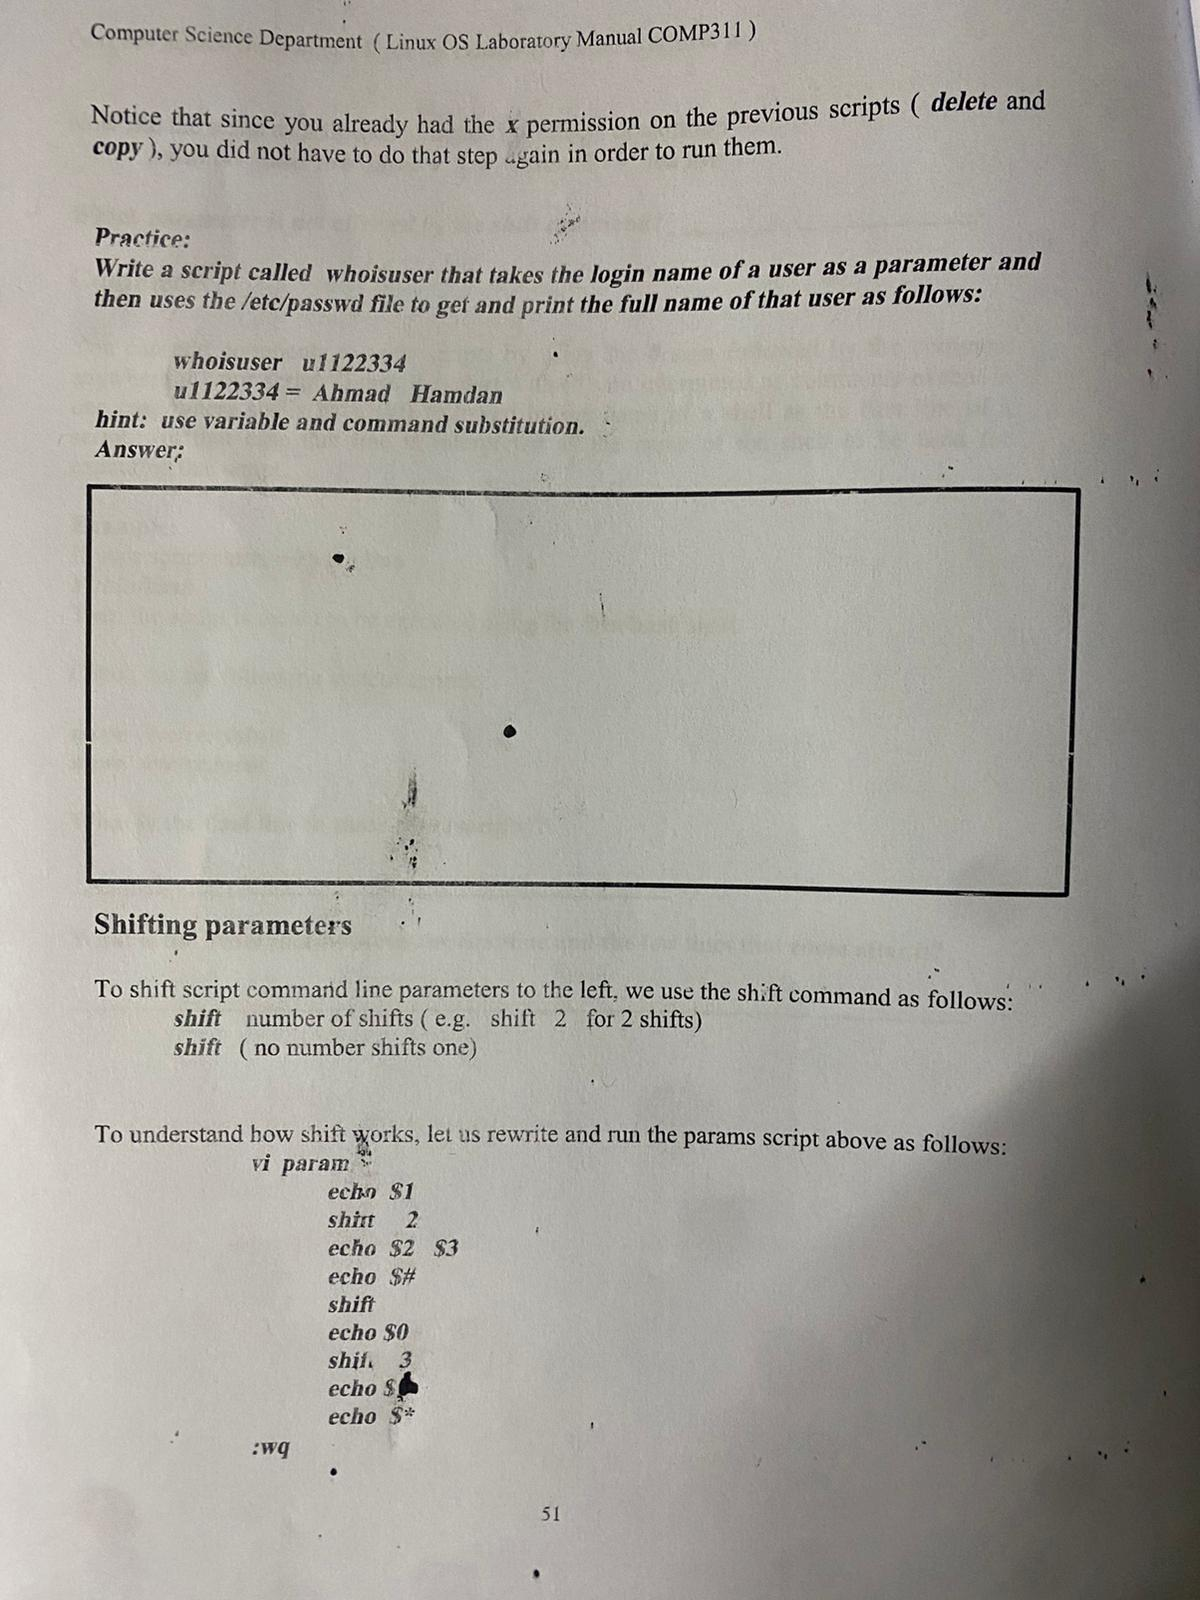 Computer Science Department ( Linux OS Laboratory Manual COMP311 )
Notice that since you already had the x permission on the previous scripts ( delete and
copy ), you did not have to do that step again in order to run them.
Practice:
Write a script called whoisuser that takes the login name of a user as a parameter and
then uses the /etc/passwd file to get and print the full name of that user as follows:
whoisuser u1122334
u1122334 = Ahmad Hamdan
hint: use variable and command substitution.
Answer:
Shifting parameters
To shift script command line parameters to the left, we use the shift command as follows:
shift number of shifts ( e.g. shift 2 for 2 shifts)
shift ( no number shifts one)
To understand how shift works, let us rewrite and run the params script above as follows:
vi param
echo $1
shift 2
echo $2 $3
echo $#
shift
echo $0
shift 3
echo $
echo $*
:wq
51